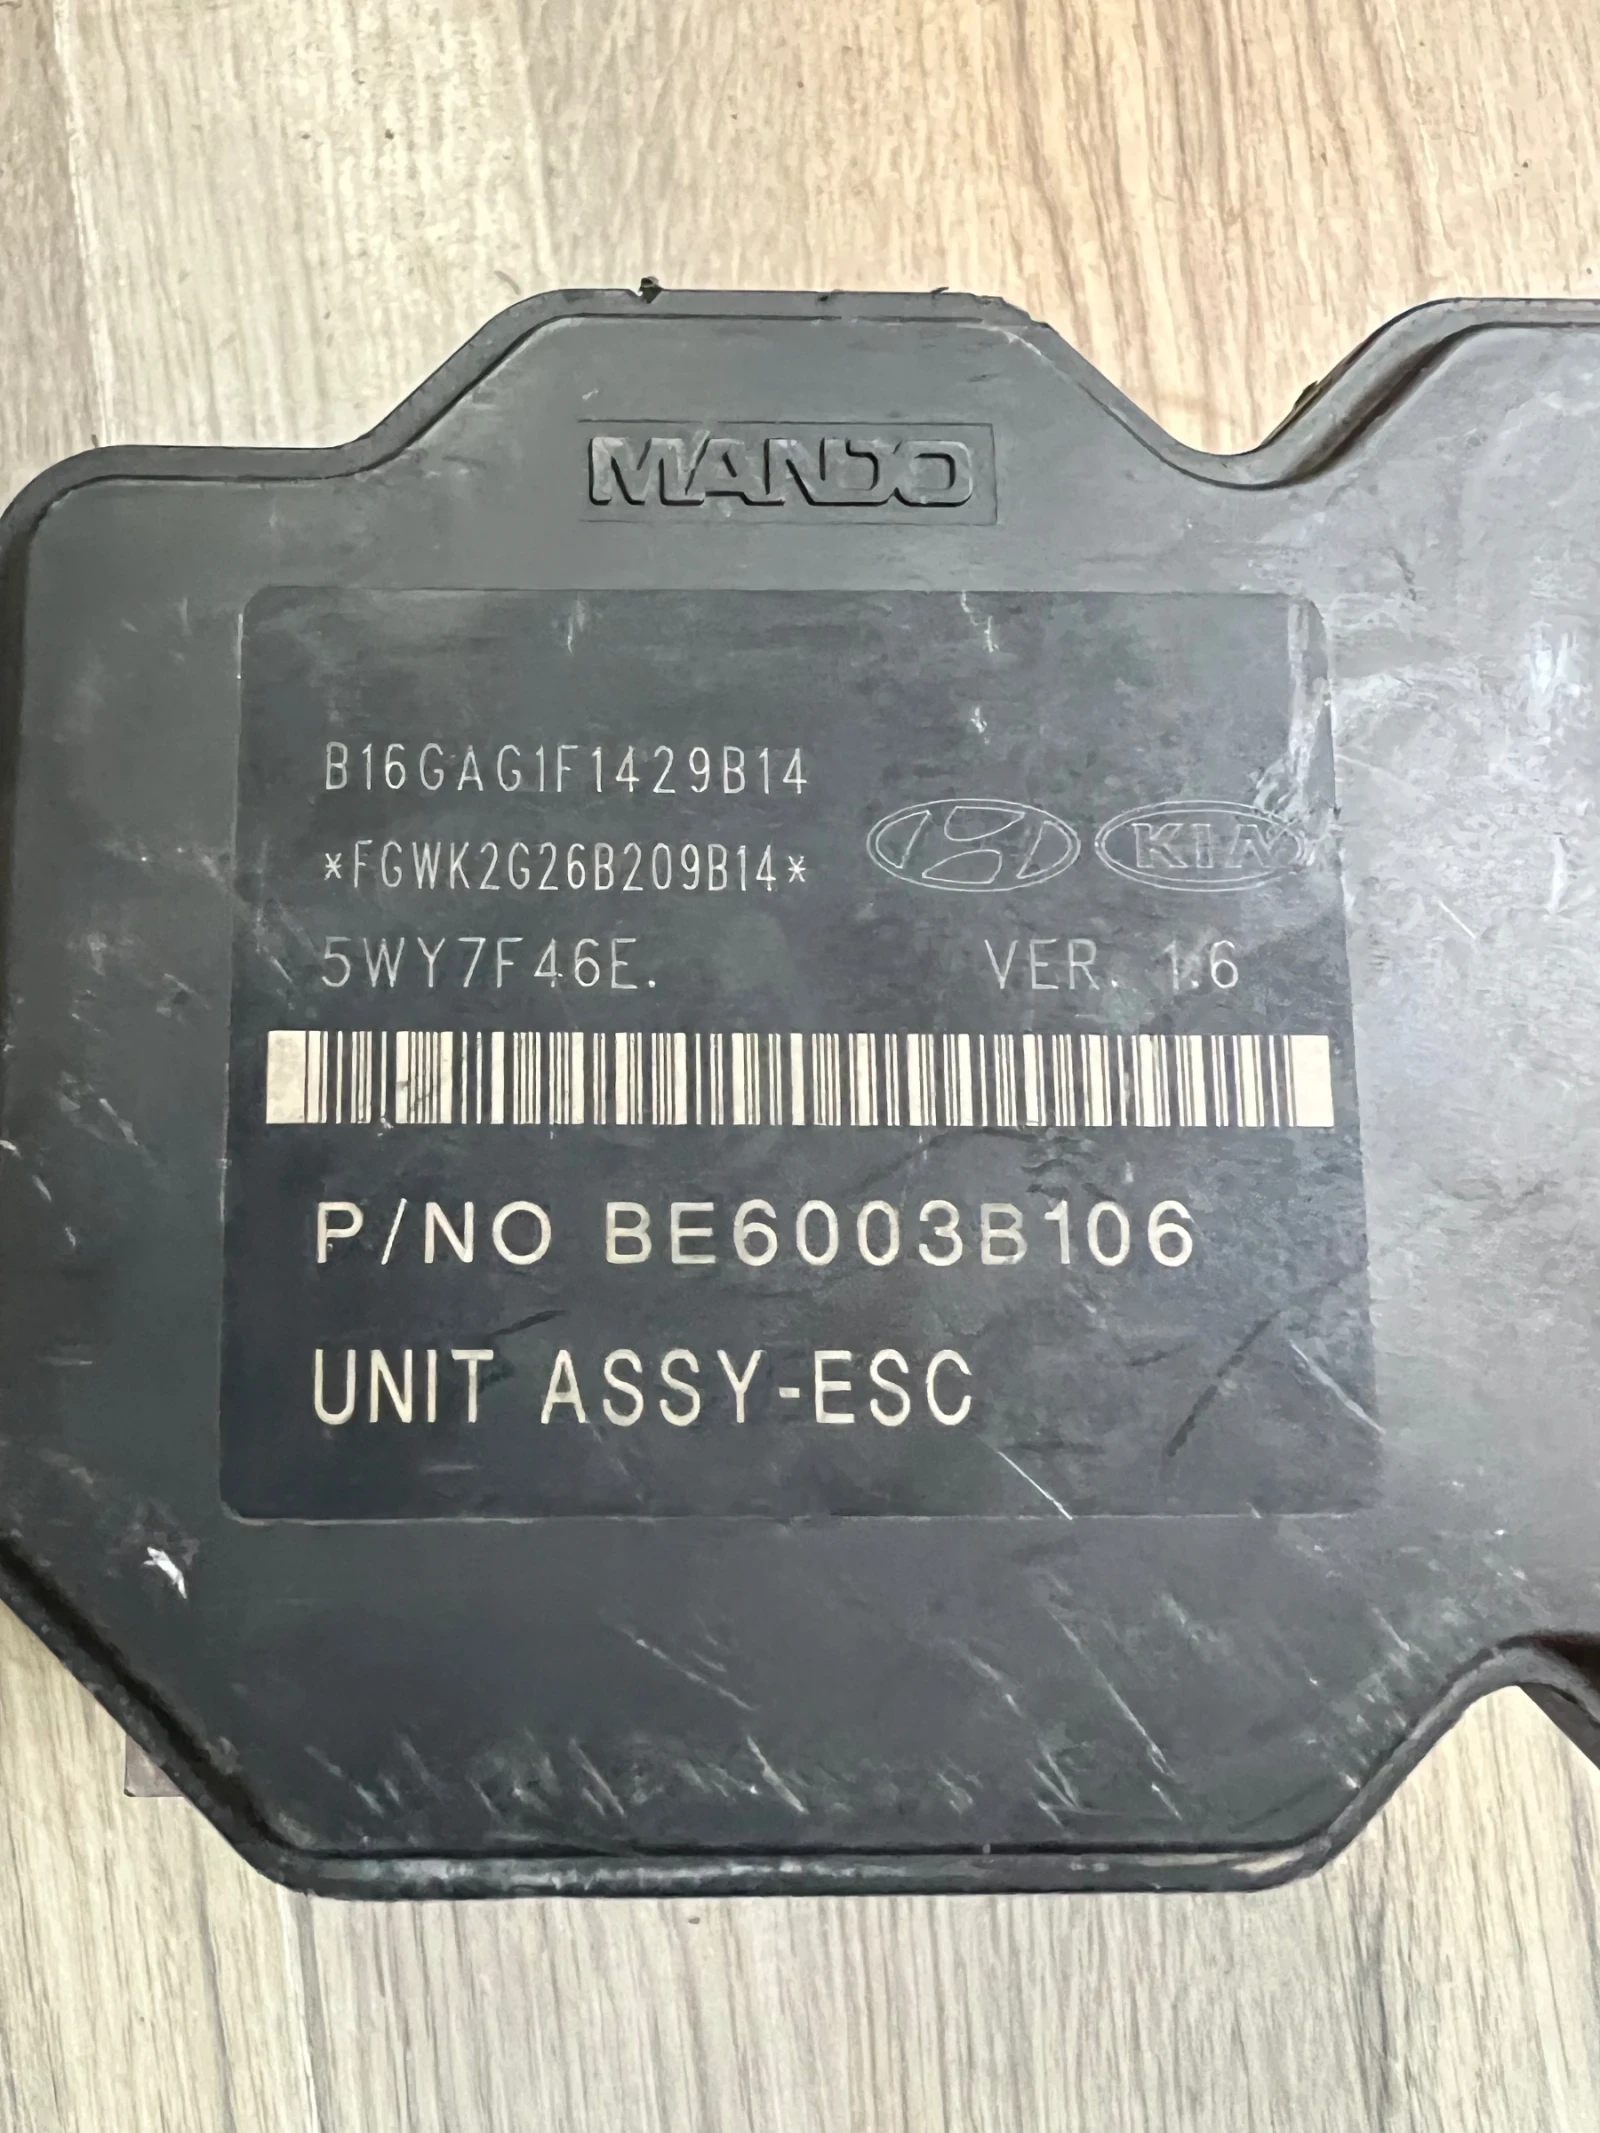 MANDO
B16GAG1F1429B14
*FGWK2G26B209B14*
KIA
5WY7F46E. VER. 1.6
P/NO BE6003B106
UNIT ASSY-ESC